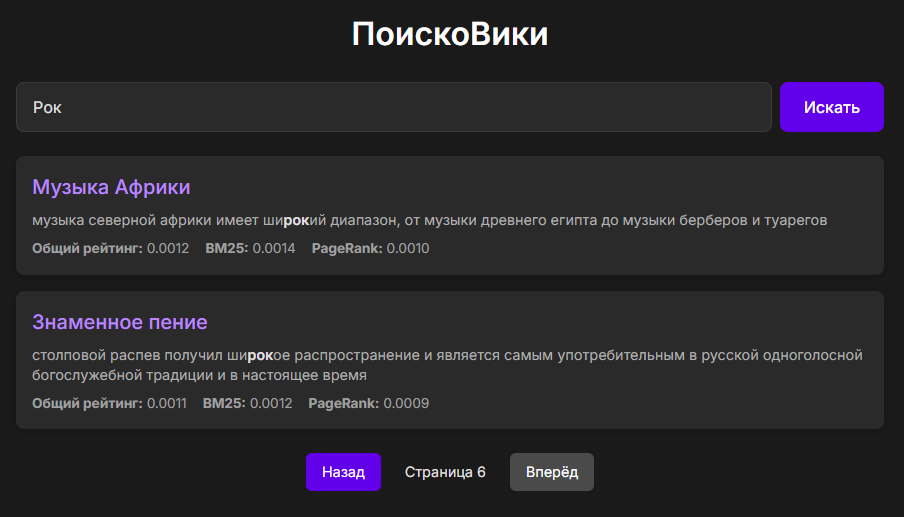 ПоискоВики
Рок
Искать
Музыка Африки
музыка северной африки имеет широкий диапазон, от музыки древнего египта до музыки берберов и туарегов
Общий рейтинг: 0.0012 BM25: 0.0014 PageRank: 0.0010
Знаменное пение
столповой распев получил широкое распространение и является самым употребительным в русской одноголосной
богослужебной традиции и в настоящее время
Общий рейтинг: 0.0011 BM25: 0.0012 PageRank: 0.0009
Назад
Страница 6
Вперёд